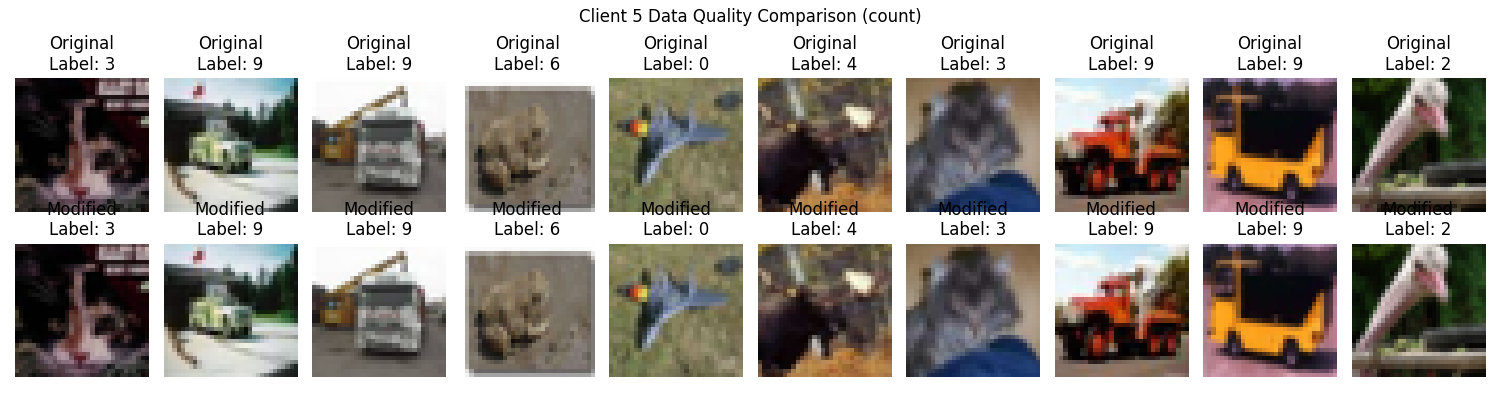 Client 5 Data Quality Comparison (count)
Original Original Original Original Original Original Original Original Original Original
Label: 3 Label: 9 Label: 9 Label: 6 Label: 0 Label: 4 Label: 3 Label: 9 Label: 9 Label: 2
Modified Modified Modified Modified Modified Modified Modified Modified Modified Modified
Label: 3 Label: 9 Label: 9 Label: 6 Label: 0 Label: 4 Label: 3 Label: 9 Label: 9 Label: 2